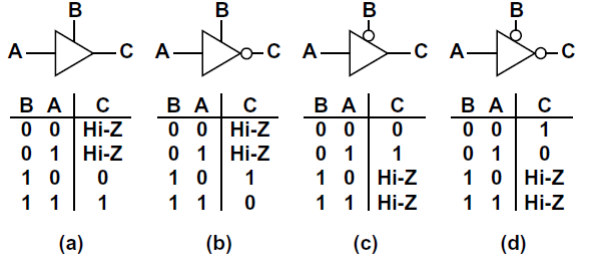 B B B B
A C A C A C A C
B A C B A C B A C B A C
0 0 Hi-Z 0 0 Hi-Z 0 0 0 0 0 1
0 1 Hi-Z 0 1 Hi-Z 0 1 1 0 1 0
1 0 0 1 0 1 1 0 Hi-Z 1 0 Hi-Z
1 1 1 1 1 0 1 1 Hi-Z 1 1 Hi-Z
(a) (b) (c) (d)